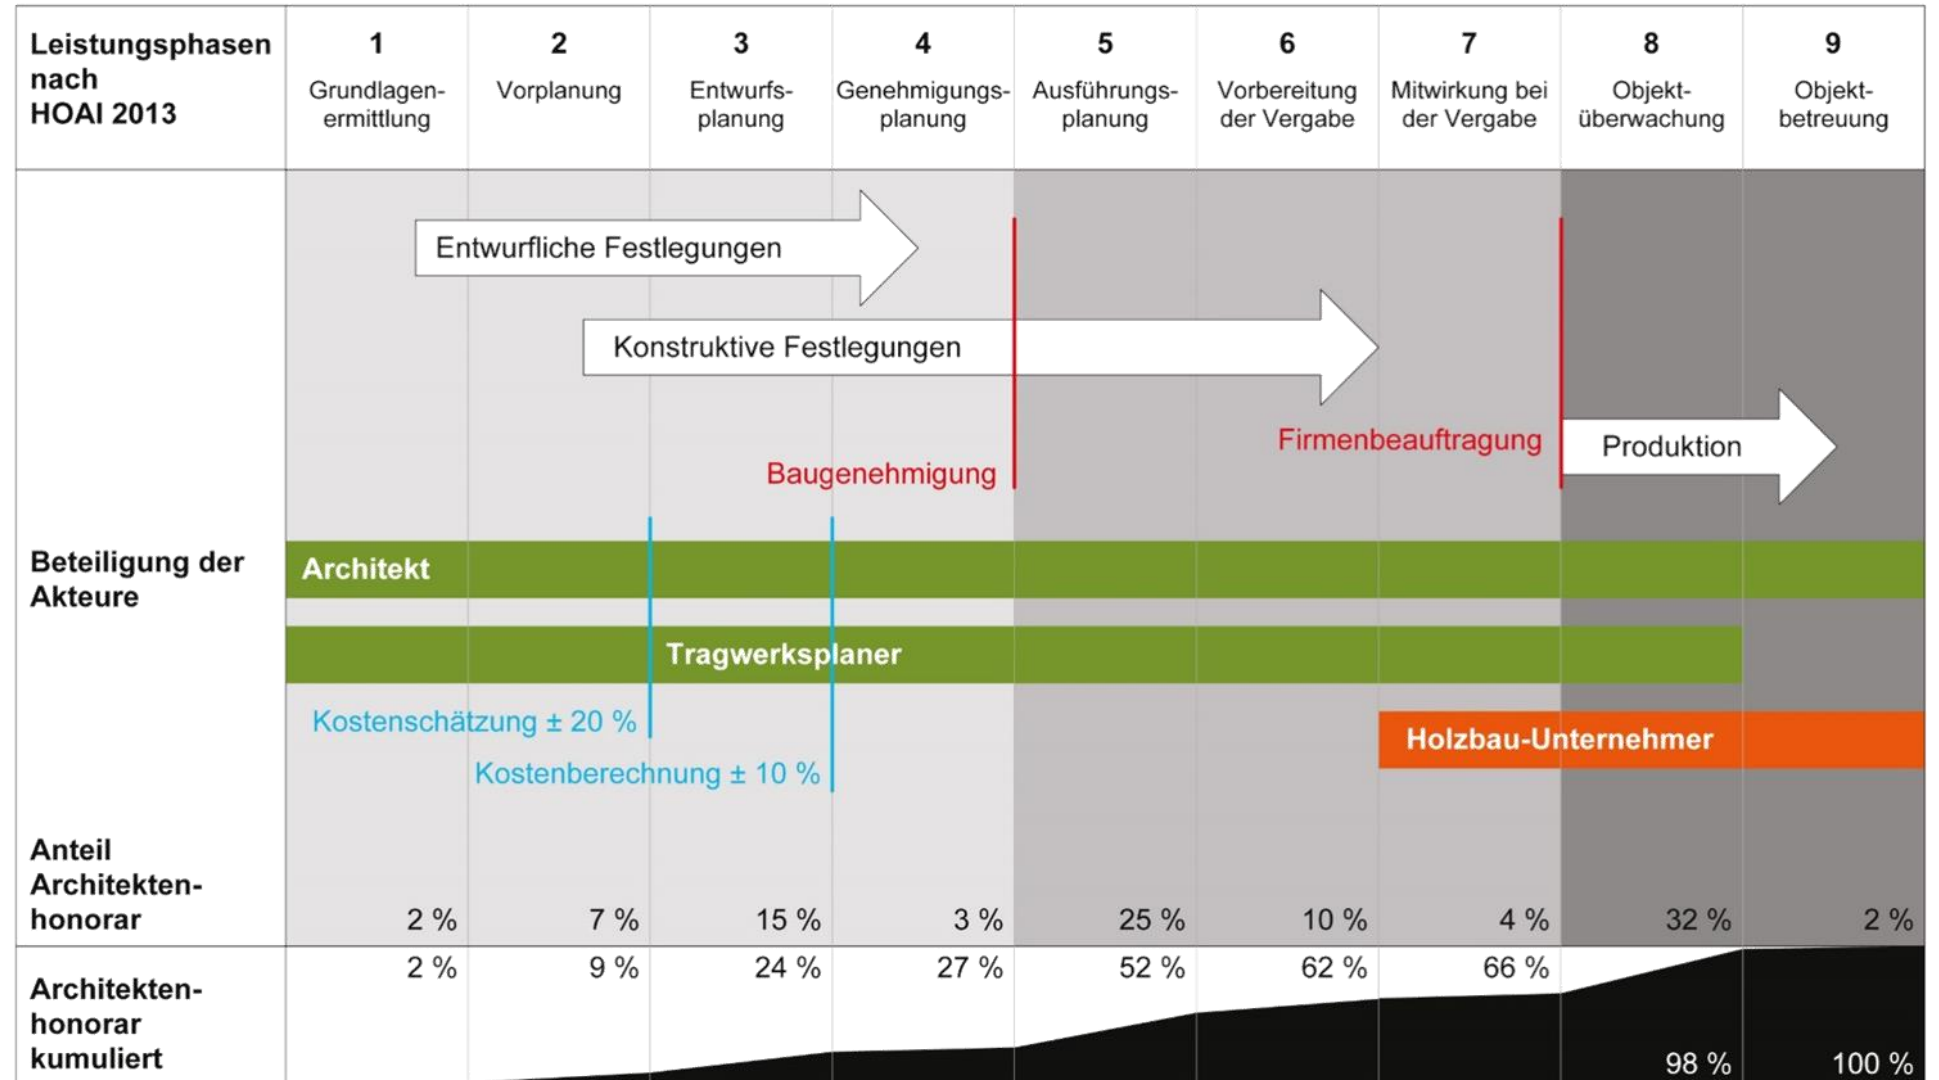 Leistungsphasen
nach
HOAI 2013
1
Grundlagen-
ermittlung
2
Vorplanung
3
Entwurfs-
planung
4
Genehmigungs-
planung
5
Ausführungs-
planung
6
Vorbereitung
der Vergabe
7
Mitwirkung bei
der Vergabe
8
Objekt-
überwachung
9
Objekt-
betreuung
Entwurfliche Festlegungen
Konstruktive Festlegungen
Firmenbeauftragung
Produktion
Baugenehmigung
Beteiligung der
Akteure
Architekt
Tragwerksplaner
Kostenschätzung ± 20 %
Holzbau-Unternehmer
Kostenberechnung ± 10 %
Anteil
Architekten-
honorar
2 % 7 % 15 % 3 % 25 % 10 % 4 % 32 % 2 %
Architekten-
honorar
kumuliert
2 % 9 % 24 % 27 % 52 % 62 % 66 % 98 % 100 %